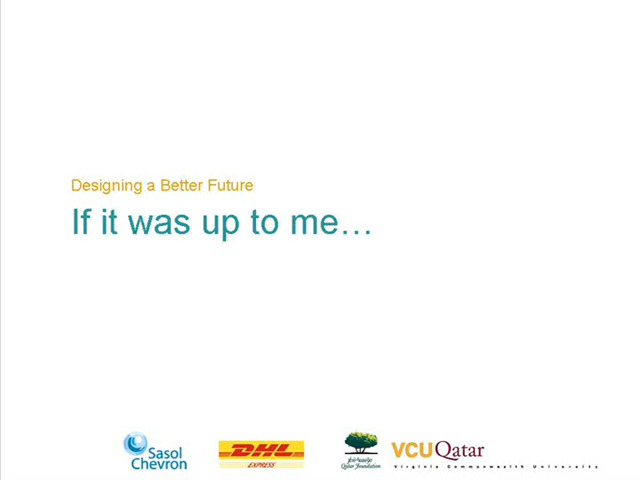 Designing a Better Future
If it was up to me…
Sasol
Chevron
DHL
EXPRESS
Qatar Foundation
VCUQatar
Virginia Commonwealth University